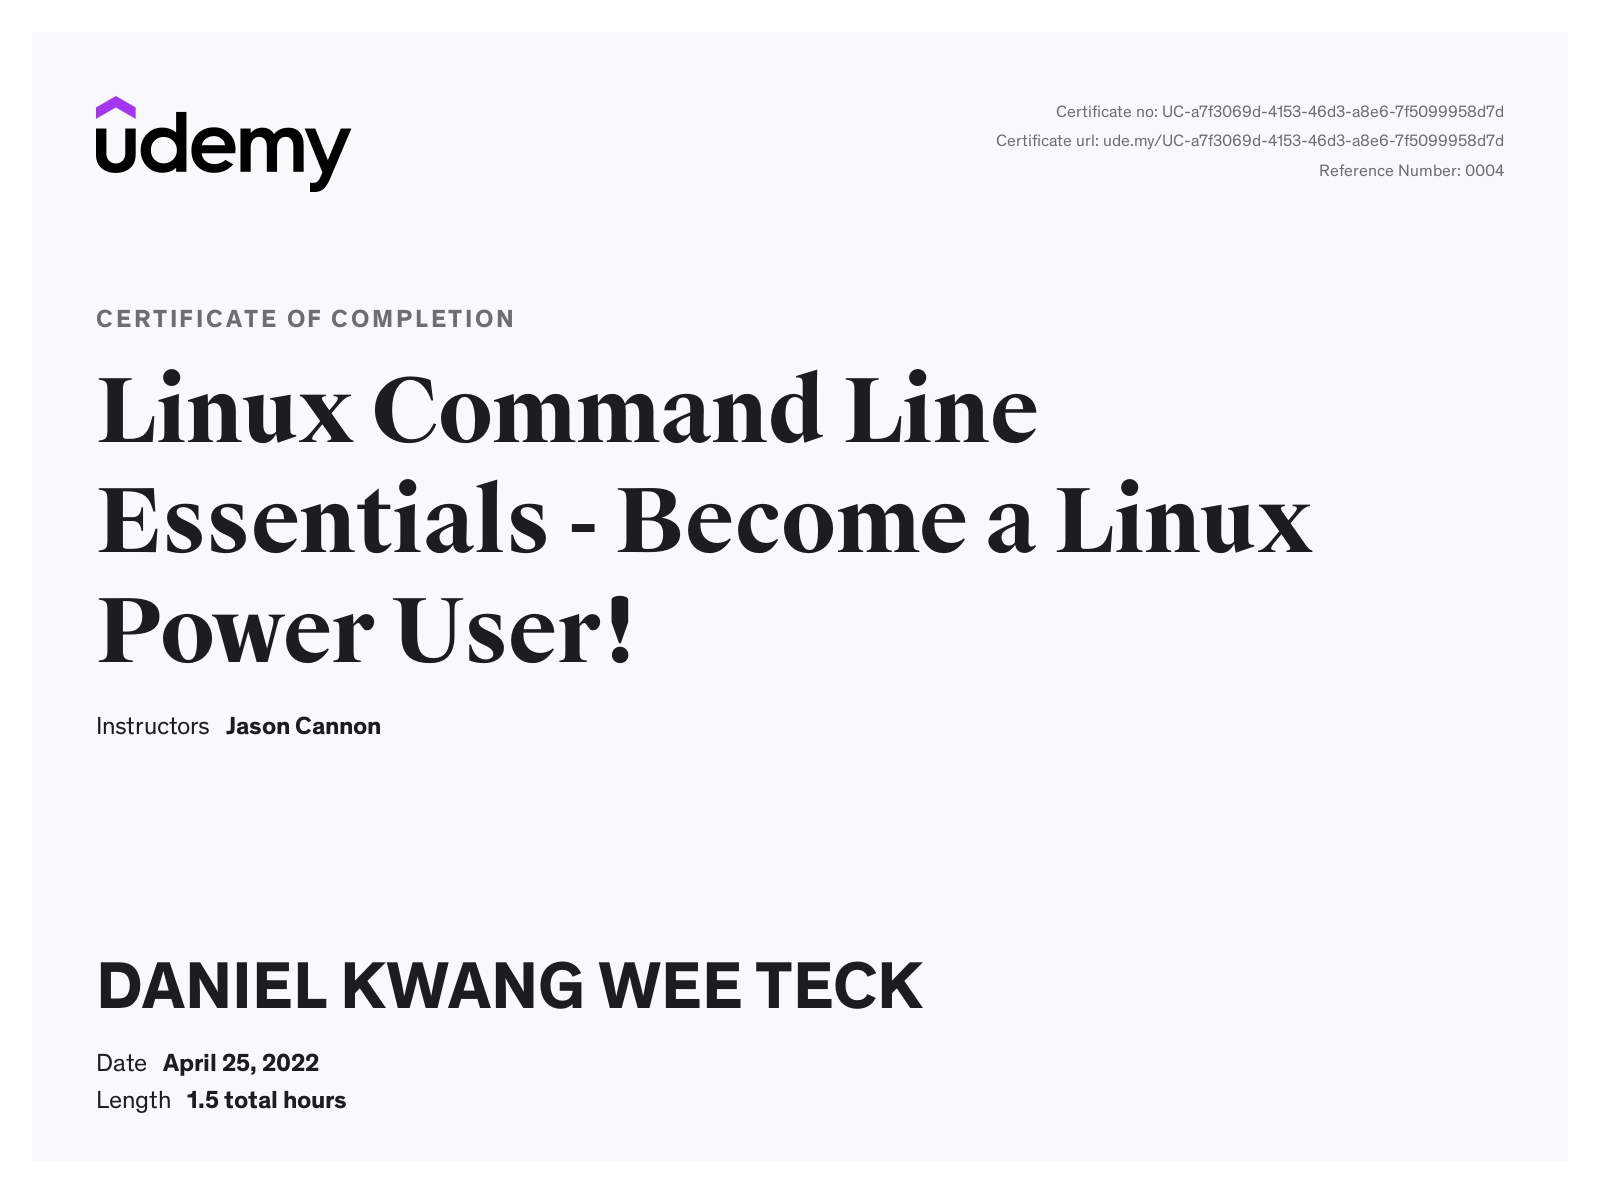 udemy
Certificate no: UC-a7f3069d-4153-46d3-a8e6-7f5099958d7d
Certificate url: ude.my/UC-a7f3069d-4153-46d3-a8e6-7f5099958d7d
Reference Number: 0004
CERTIFICATE OF COMPLETION
Linux Command Line
Essentials - Become a Linux
Power User!
Instructors Jason Cannon
DANIEL KWANG WEE TECK
Date April 25, 2022
Length 1.5 total hours